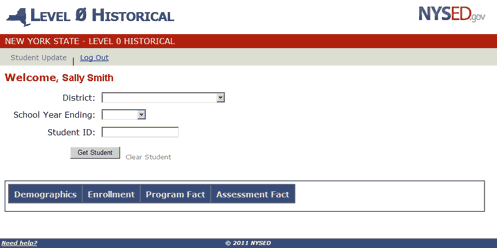 LEVEL 0 HISTORICAL
NYSED.gov
NEW YORK STATE - LEVEL 0 HISTORICAL
Student Update | Log Out
Welcome, Sally Smith
District:
School Year Ending:
Student ID:
Get Student Clear Student
Demographics Enrollment Program Fact Assessment Fact
Need help? © 2011 NYSED